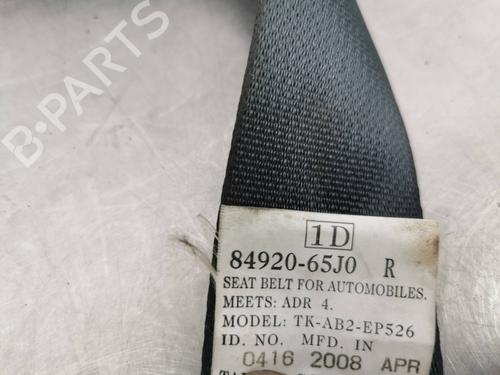 B-PARTS
1D
84920-65J0 R
SEAT BELT FOR AUTOMOBILES.
MEETS: ADR 4.
MODEL: TK-AB2-EP526
ID. NO. MFD. IN
0416 2008 APR